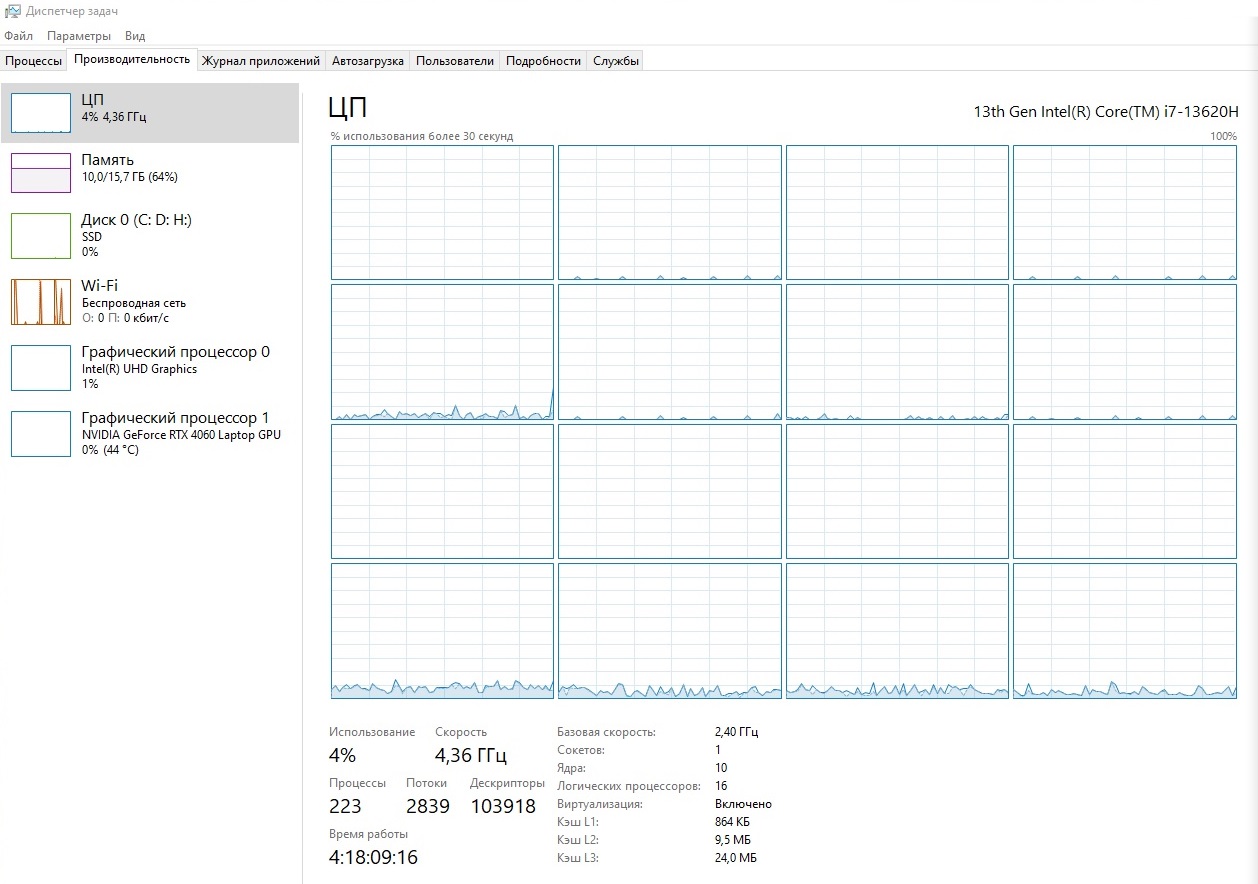 Диспетчер задач
Файл Параметры Вид
Процессы Производительность Журнал приложений Автозагрузка Пользователи Подробности Службы
ЦП
4% 4,36 ГГц
Память
10,0/15,7 ГБ (64%)
Диск 0 (C: D: H:)
SSD
0%
Wi-Fi
Беспроводная сеть
О: 0 П: 0 кбит/с
Графический процессор 0
Intel(R) UHD Graphics
1%
Графический процессор 1
NVIDIA GeForce RTX 4060 Laptop GPU
0% (44 °C)
ЦП
13th Gen Intel(R) Core(TM) i7-13620H
% использования более 30 секунд
100%
Использование Скорость
4% 4,36 ГГц
Процессы Потоки Дескрипторы
223 2839 103918
Время работы
4:18:09:16
Базовая скорость: 2,40 ГГц
Сокетов: 1
Ядра: 10
Логических процессоров: 16
Виртуализация: Включено
Кэш L1: 864 КБ
Кэш L2: 9,5 МБ
Кэш L3: 24,0 МБ